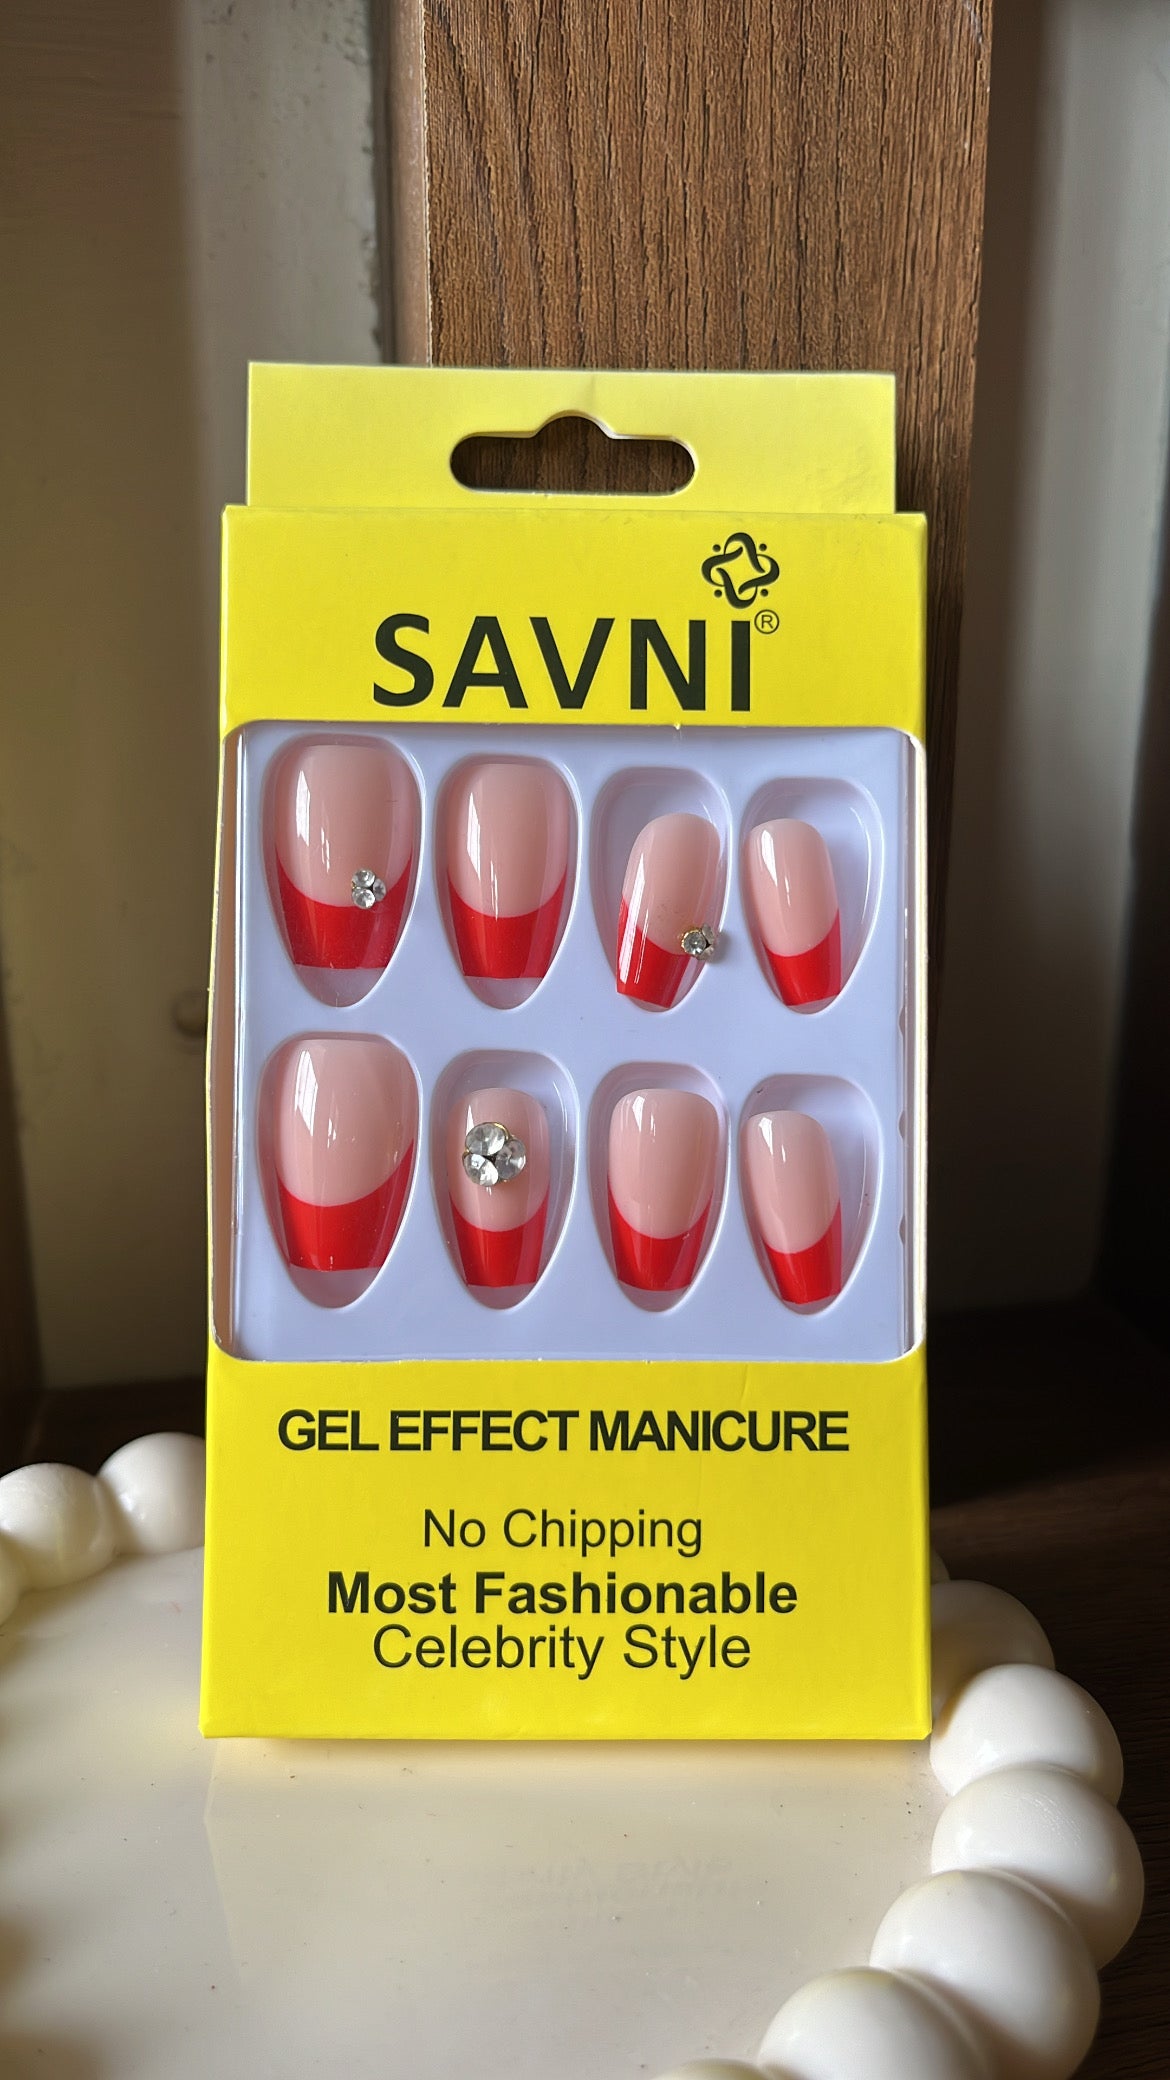 SAVNI®
GEL EFFECT MANICURE
No Chipping
Most Fashionable
Celebrity Style